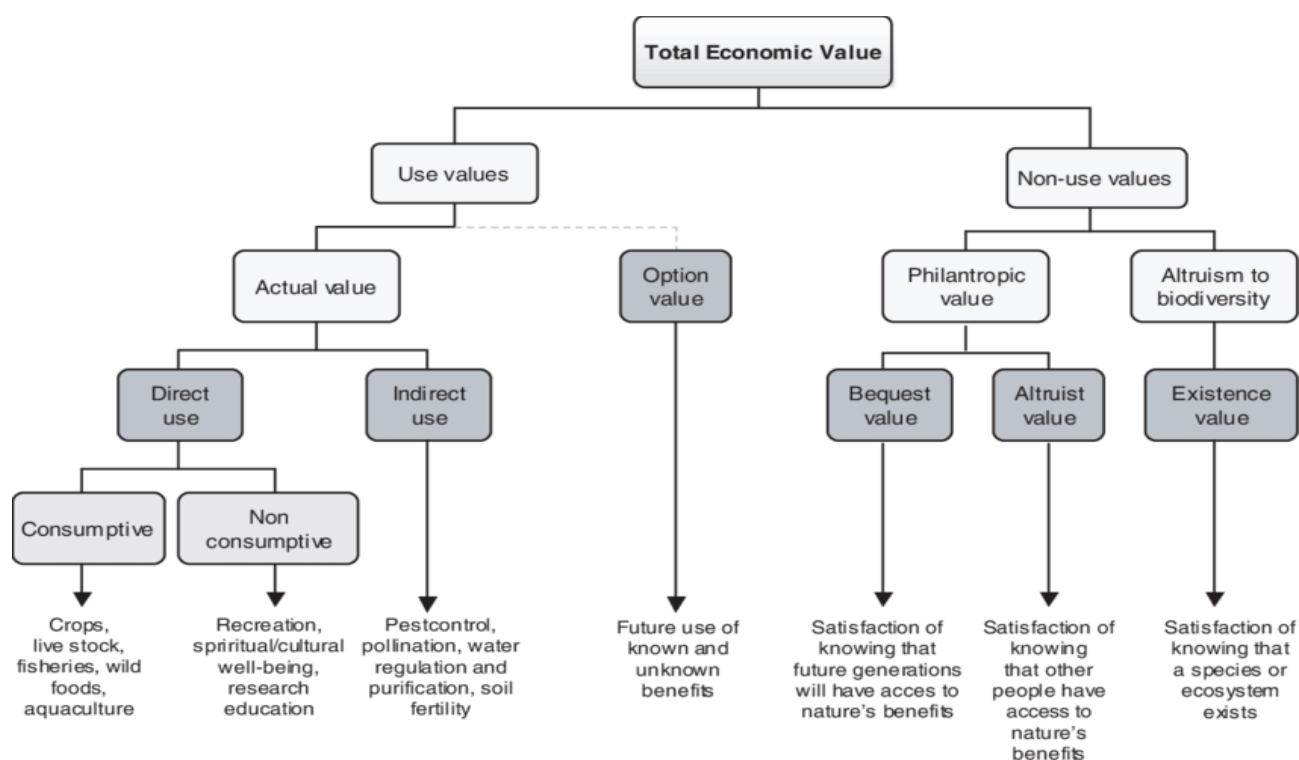 Total Economic Value
Use values
Non-use values
Actual value
Option
value
Philantropic
value
Altruism to
biodiversity
Direct
use
Indirect
use
Bequest
value
Altruist
value
Existence
value
Consumptive
Non
consumptive
Crops,
live stock,
fisheries, wild
foods,
aquaculture
Recreation,
spriritual/cultural
well-being,
research
education
Pestcontrol,
pollination, water
regulation and
purification, soil
fertility
Future use of
known and
unknown
benefits
Satisfaction of
knowing that
future generations
will have acces to
nature's benefits
Satisfaction of
knowing
that other
people have
access to
nature's
benefits
Satisfaction of
knowing that
a species or
ecosystem
exists